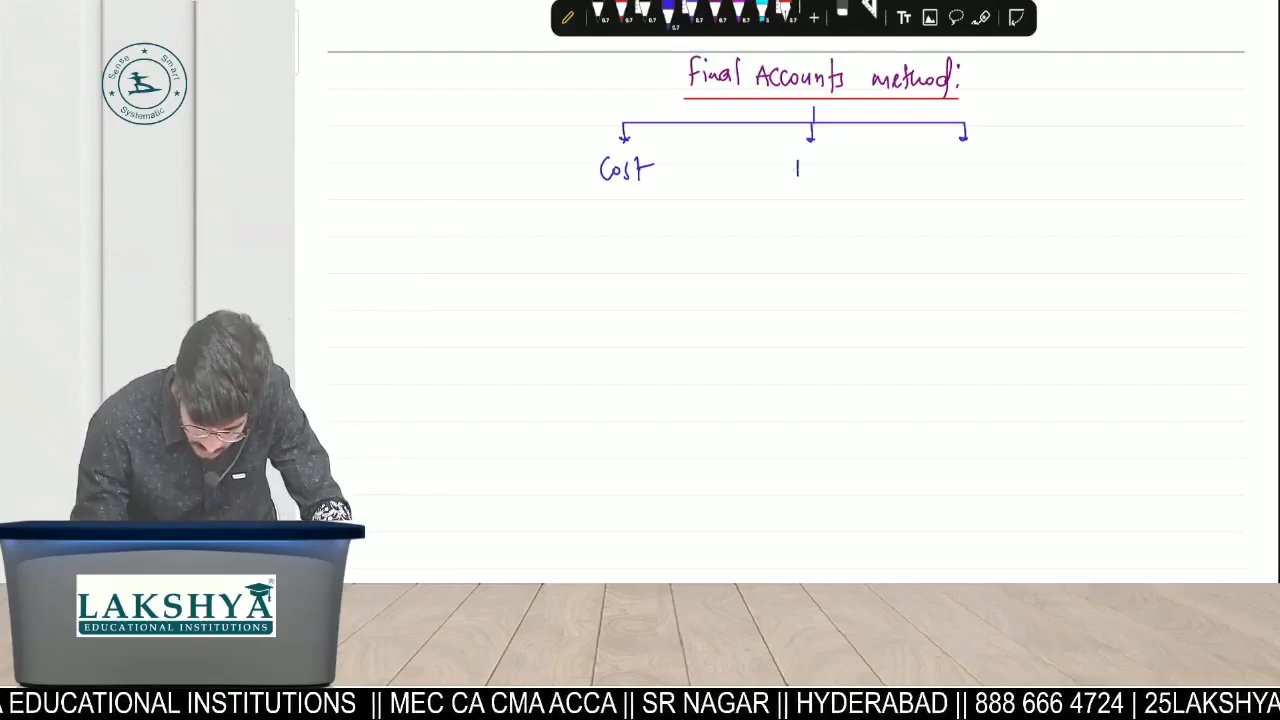 Sense Smart
Systematic
Final Accounts method:
Cost
LAKSHYA®
EDUCATIONAL INSTITUTIONS
A EDUCATIONAL INSTITUTIONS || MEC CA CMA ACCA || SR NAGAR || HYDERABAD || 888 666 4724 | 25LAKSHYA